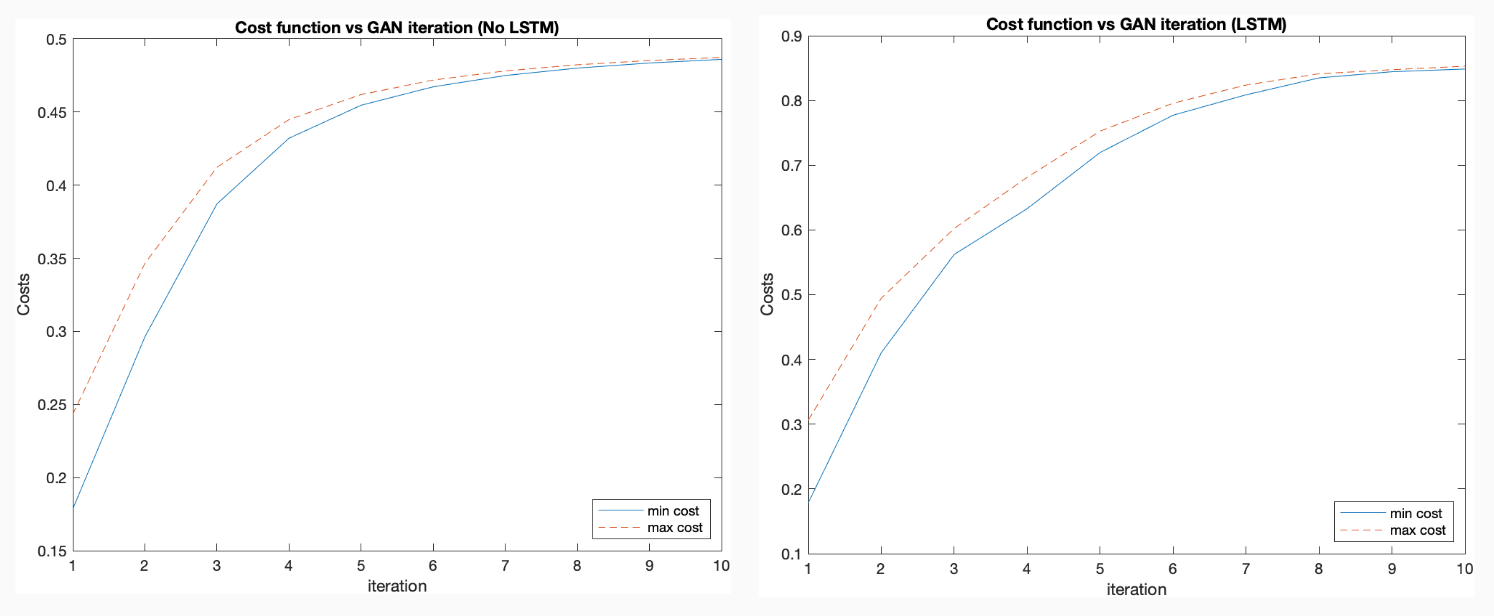 Cost function vs GAN iteration (No LSTM)
0.5
0.45
0.4
0.35
0.3
0.25
0.2
0.15
Costs
1 2 3 4 5 6 7 8 9 10
iteration
min cost
max cost
Cost function vs GAN iteration (LSTM)
0.9
0.8
0.7
0.6
0.5
0.4
0.3
0.2
0.1
Costs
1 2 3 4 5 6 7 8 9 10
iteration
min cost
max cost